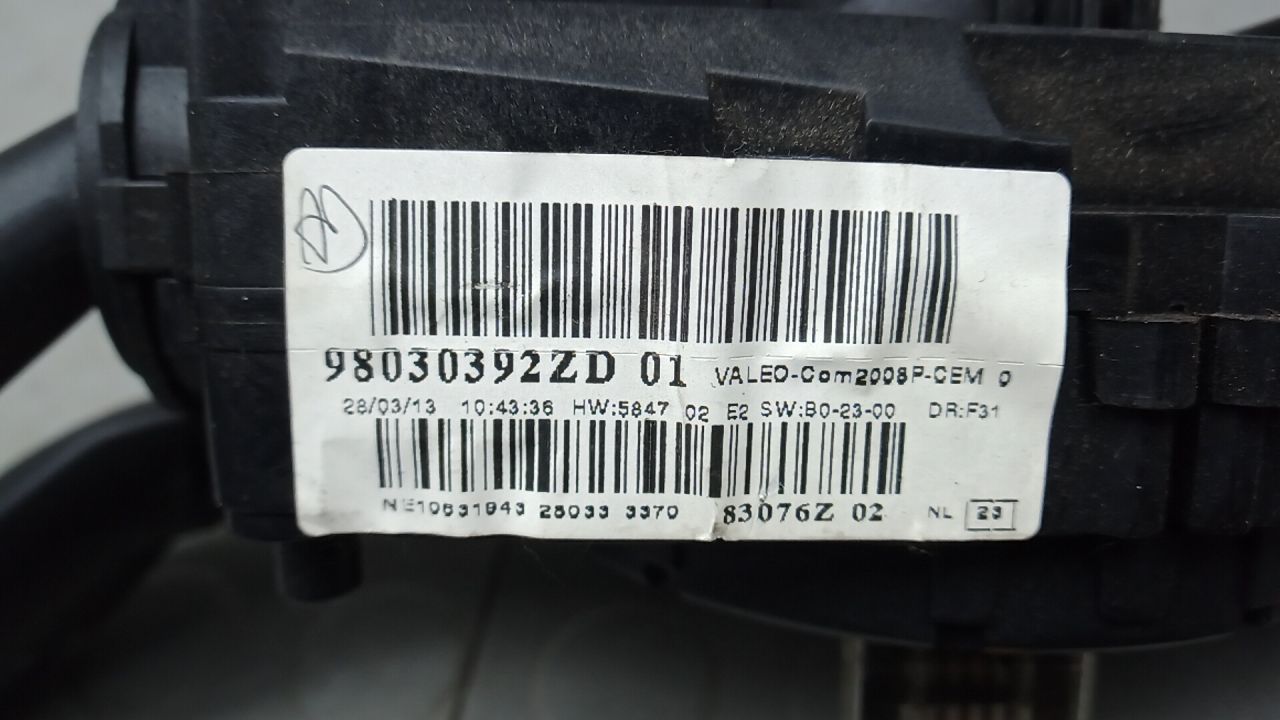 98030392ZD 01 VALEO-Com2008P-CEM 0
28/03/13 10:43:36 HW:5847 02 E2 SW:B0-23-00 DR:F31
NE10631943 28033 3370 83076Z 02 NL 23